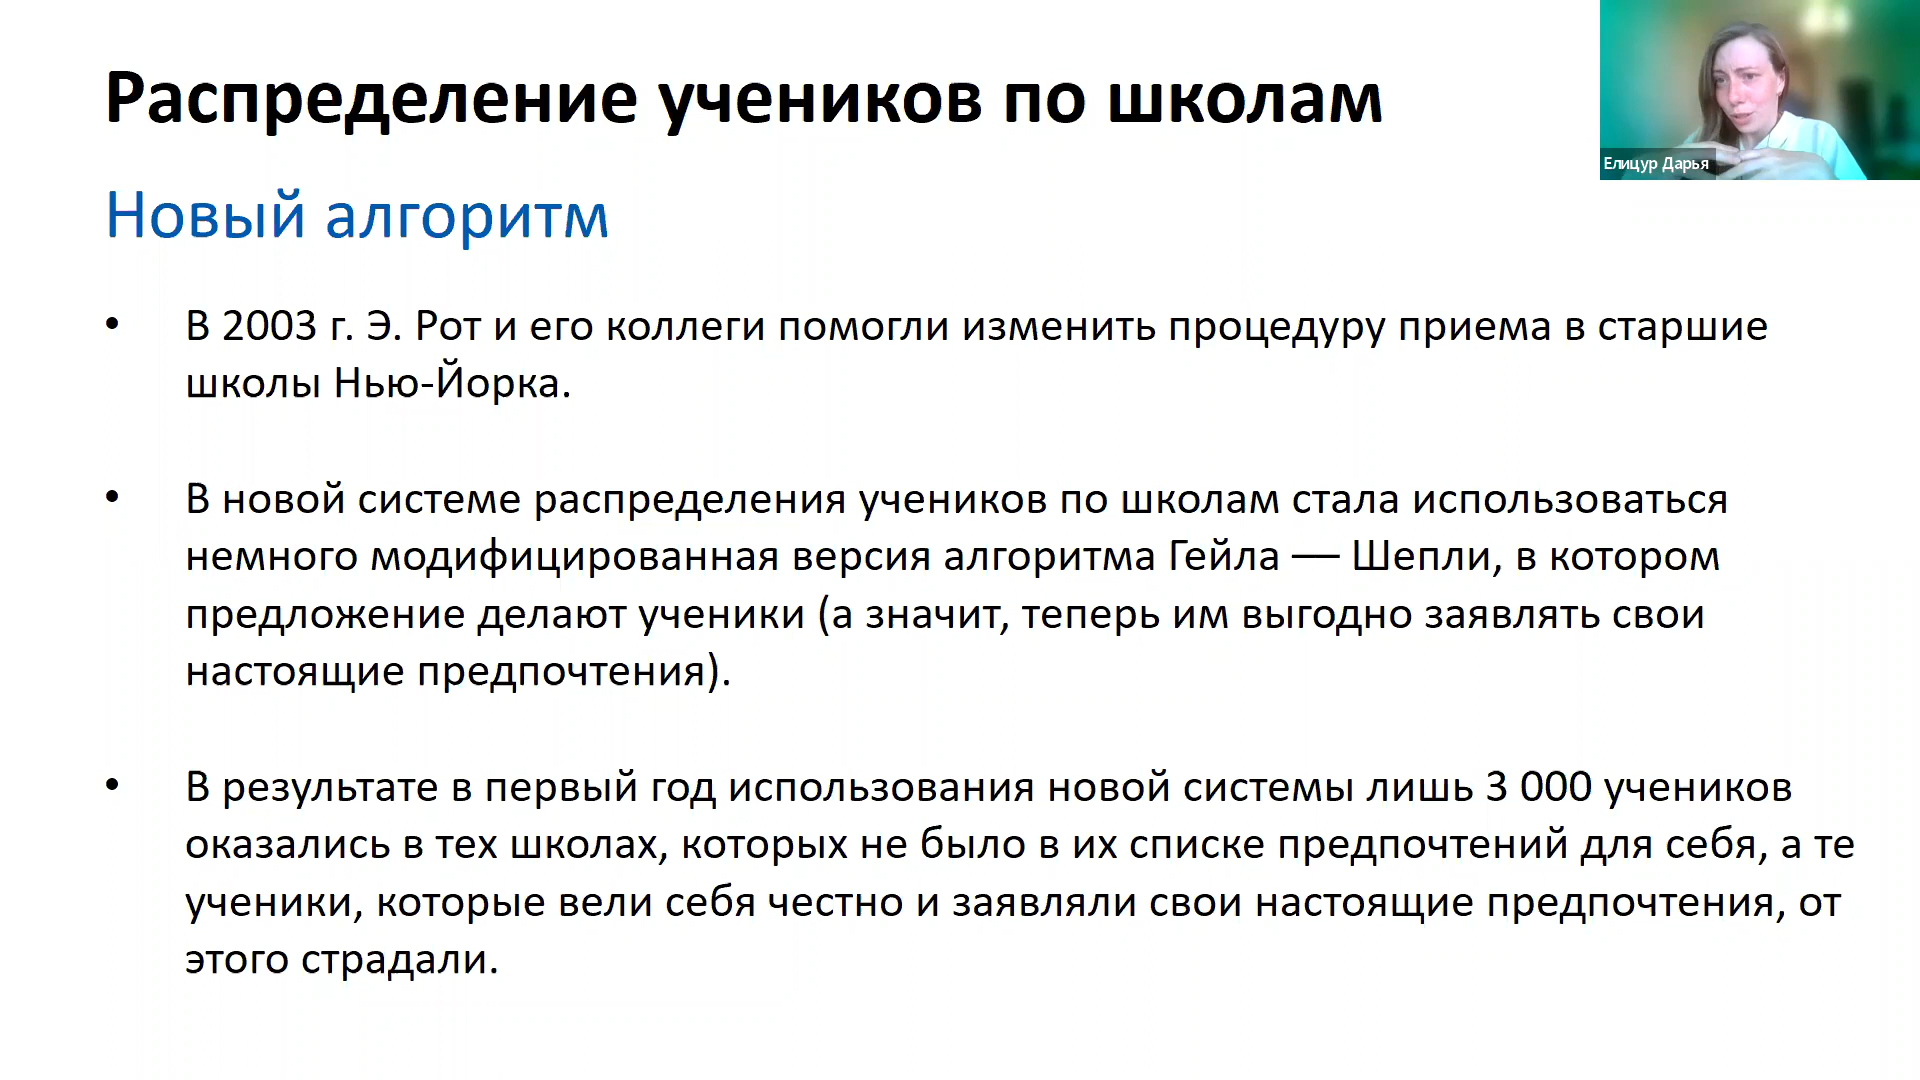 Распределение учеников по школам
Елицур Дарья
Новый алгоритм
• В 2003 г. Э. Рот и его коллеги помогли изменить процедуру приема в старшие
школы Нью-Йорка.
• В новой системе распределения учеников по школам стала использоваться
немного модифицированная версия алгоритма Гейла — Шепли, в котором
предложение делают ученики (а значит, теперь им выгодно заявлять свои
настоящие предпочтения).
• В результате в первый год использования новой системы лишь 3 000 учеников
оказались в тех школах, которых не было в их списке предпочтений для себя, а те
ученики, которые вели себя честно и заявляли свои настоящие предпочтения, от
этого страдали.